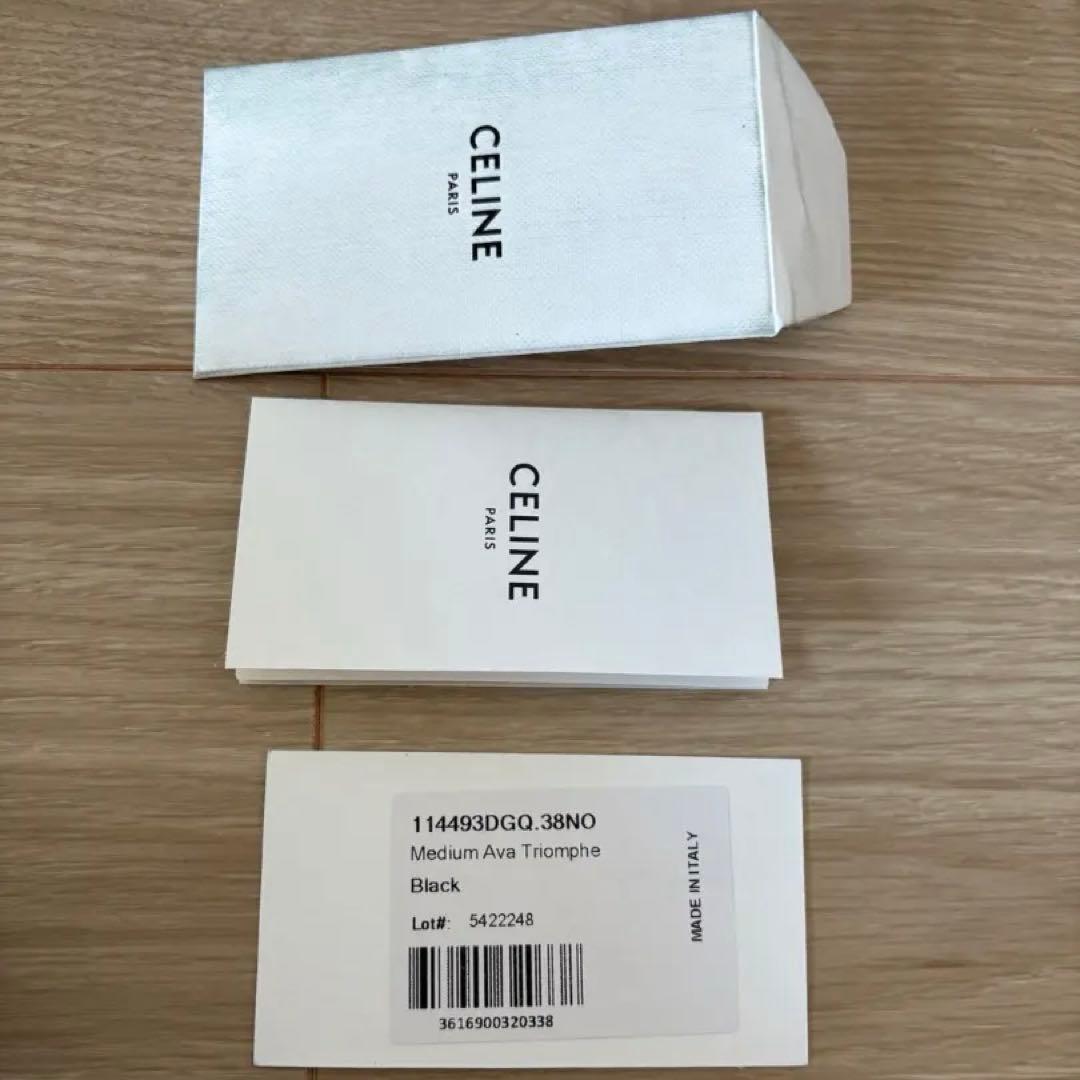 CELINE
PARIS
CELINE
PARIS
114493DGQ.38NO
Medium Ava Triomphe
Black
Lot#: 5422248
3616900320338
MADE IN ITALY